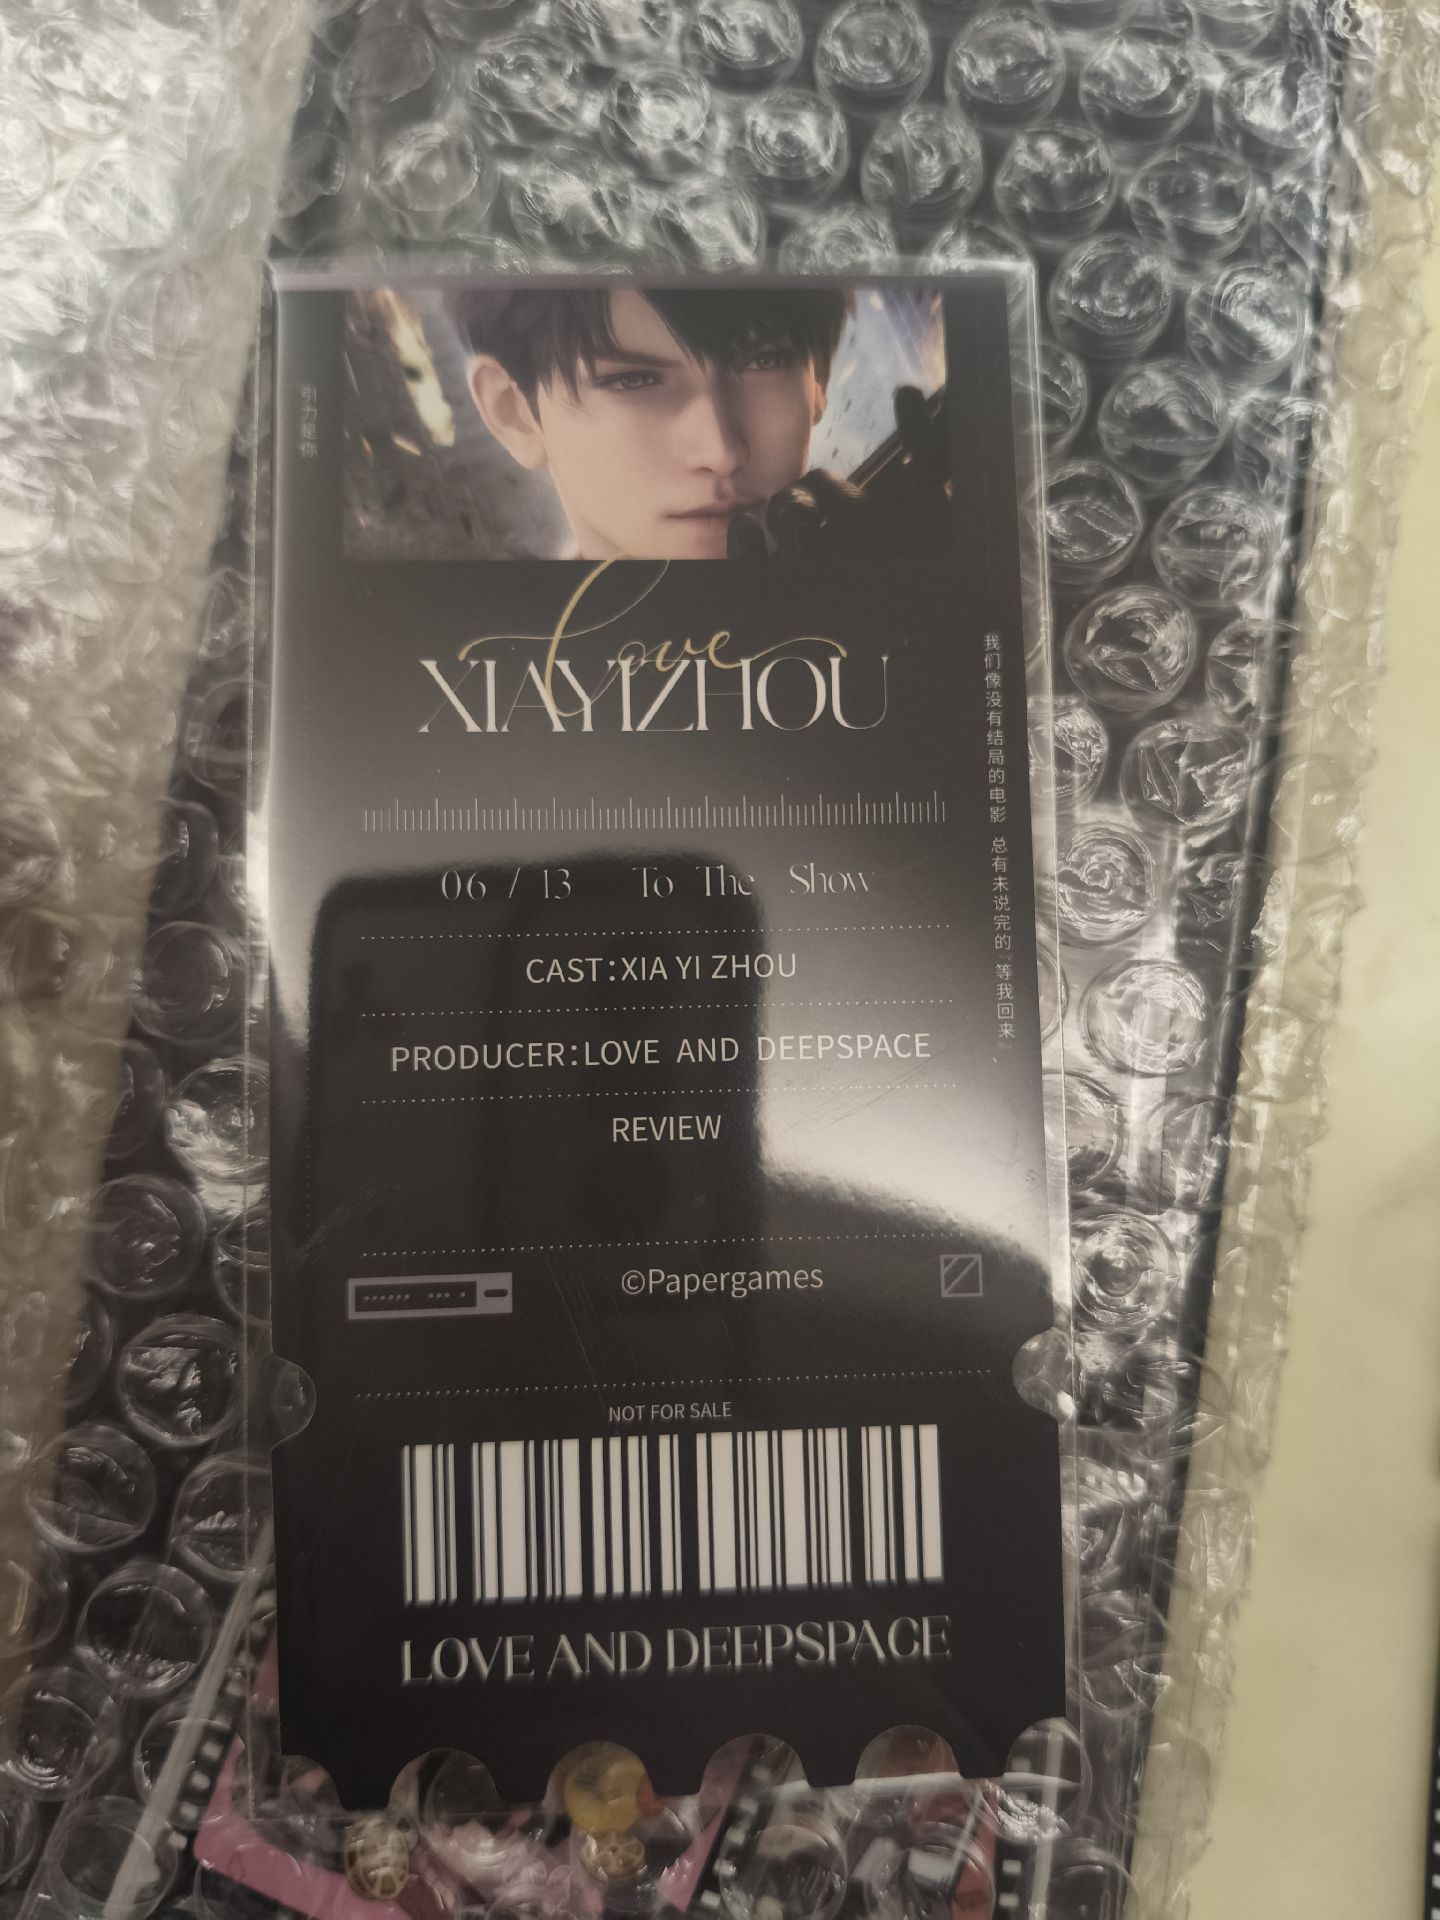 引力是你
love
XIAYIZHOU
我们像没有结局的电影 总有未说完的『等我回来、
06 / 13 To The Show
CAST:XIA YI ZHOU
PRODUCER:LOVE AND DEEPSPACE
REVIEW
©Papergames
NOT FOR SALE
LOVE AND DEEPSPACE